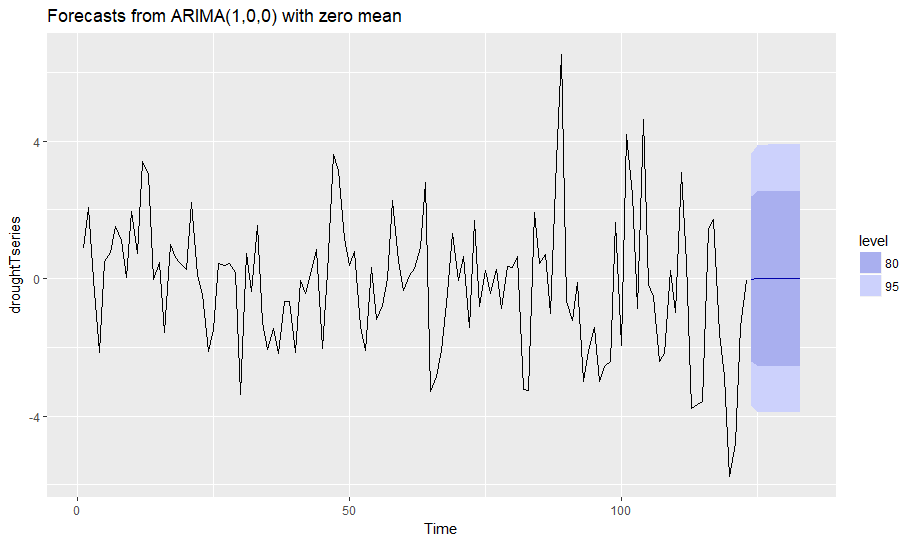 Forecasts from ARIMA(1,0,0) with zero mean
4
0
-4
droughtTseries
0
50
100
Time
level
80
95